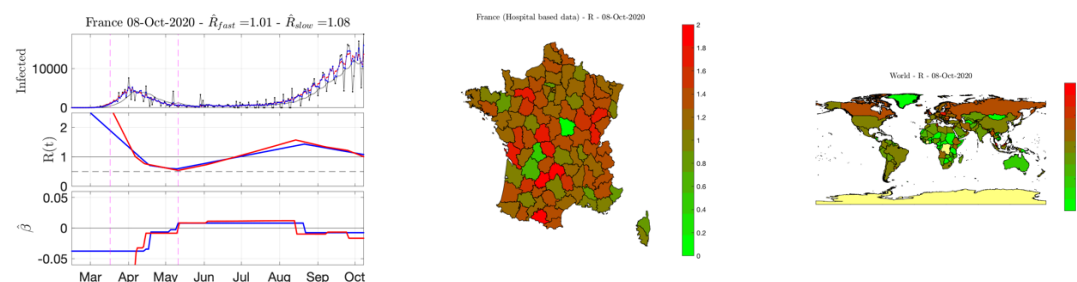 France 08-Oct-2020 - R̂fast =1.01 - R̂slow =1.08
Infected
10000
0
R(t)
2
1
0
β̂
0.05
0
-0.05
Mar Apr May Jun Jul Aug Sep Oct
France (Hospital based data) - R - 08-Oct-2020
2
1.8
1.6
1.4
1.2
1
0.8
0.6
0.4
0.2
0
World - R - 08-Oct-2020